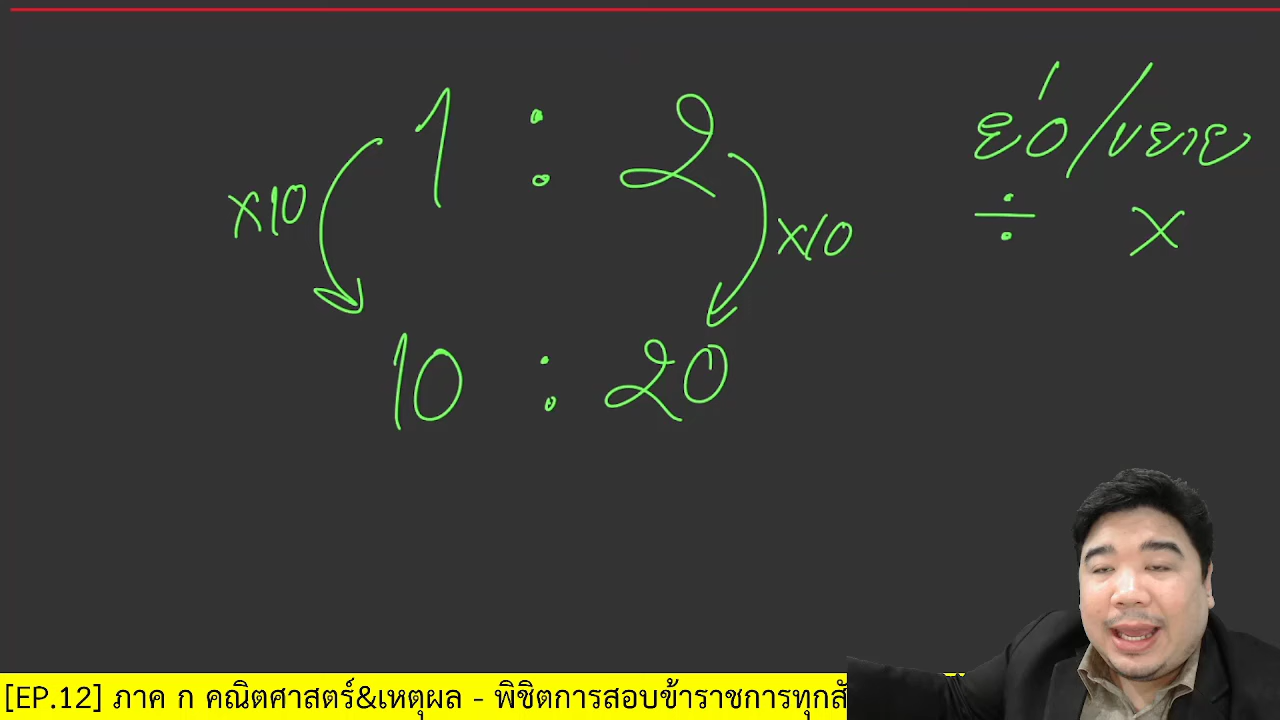 1 : 2
ย่อ/ขยาย
÷ ×
×10 ×10
10 : 20
[EP.12] ภาค ก คณิตศาสตร์&เหตุผล - พิชิตการสอบข้าราชการทุกสั